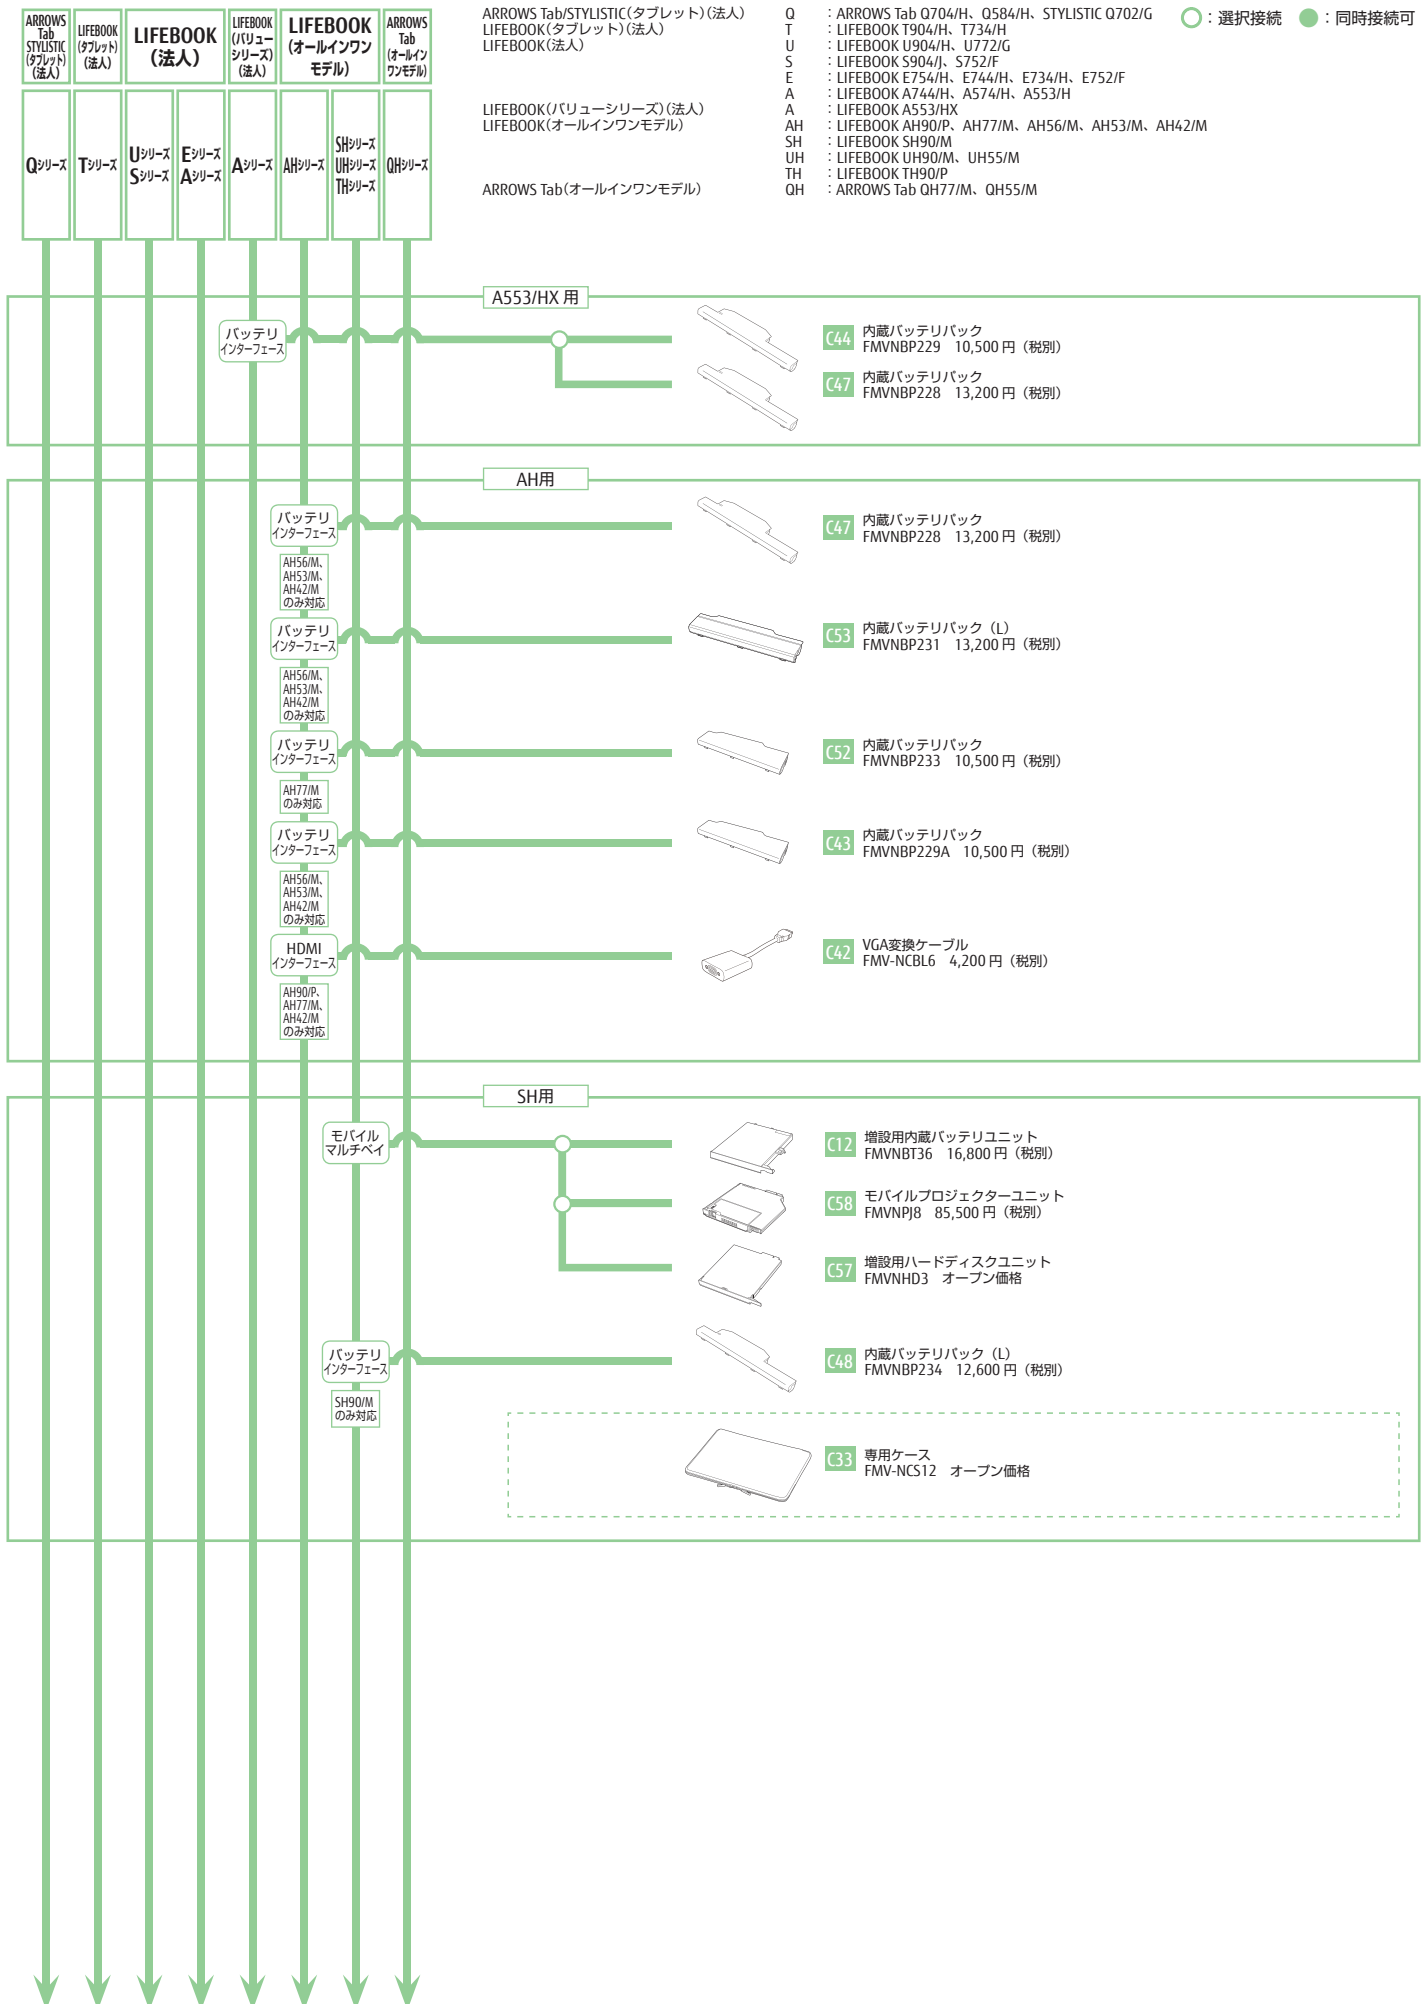 ARROWS
Tab
STYLISTIC
(タブレット)
(法人)
LIFEBOOK
(タブレット)
(法人)
LIFEBOOK
(法人)
LIFEBOOK
(バリュー
シリーズ)
(法人)
LIFEBOOK
(オールインワン
モデル)
ARROWS
Tab
(オールイン
ワンモデル)
Qシリーズ
Tシリーズ
Uシリーズ
Sシリーズ
Eシリーズ
Aシリーズ
Aシリーズ
AHシリーズ
SHシリーズ
UHシリーズ
THシリーズ
QHシリーズ
ARROWS Tab/STYLISTIC(タブレット)(法人) Q :ARROWS Tab Q704/H、Q584/H、STYLISTIC Q702/G
LIFEBOOK(タブレット)(法人) T :LIFEBOOK T904/H、T734/H
LIFEBOOK(法人) U :LIFEBOOK U904/H、U772/G
S :LIFEBOOK S904/J、S752/F
E :LIFEBOOK E754/H、E744/H、E734/H、E752/F
A :LIFEBOOK A744/H、A574/H、A553/H
LIFEBOOK(バリューシリーズ)(法人) A :LIFEBOOK A553/HX
LIFEBOOK(オールインワンモデル) AH :LIFEBOOK AH90/P、AH77/M、AH56/M、AH53/M、AH42/M
SH :LIFEBOOK SH90/M
UH :LIFEBOOK UH90/M、UH55/M
TH :LIFEBOOK TH90/P
ARROWS Tab(オールインワンモデル) QH :ARROWS Tab QH77/M、QH55/M
:選択接続 :同時接続可
A553/HX 用
バッテリ
インターフェース
C44 内蔵バッテリパック
FMVNBP229 10,500 円(税別)
C47 内蔵バッテリパック
FMVNBP228 13,200 円(税別)
AH用
バッテリ
インターフェース
AH56/M、
AH53/M、
AH42/M
のみ対応
C47 内蔵バッテリパック
FMVNBP228 13,200 円(税別)
バッテリ
インターフェース
AH56/M、
AH53/M、
AH42/M
のみ対応
C53 内蔵バッテリパック(L)
FMVNBP231 13,200 円(税別)
バッテリ
インターフェース
AH77/M
のみ対応
C52 内蔵バッテリパック
FMVNBP233 10,500 円(税別)
バッテリ
インターフェース
AH56/M、
AH53/M、
AH42/M
のみ対応
C43 内蔵バッテリパック
FMVNBP229A 10,500 円(税別)
HDMI
インターフェース
AH90/P、
AH77/M、
AH42/M
のみ対応
C42 VGA変換ケーブル
FMV-NCBL6 4,200 円(税別)
SH用
モバイル
マルチベイ
C12 増設用内蔵バッテリユニット
FMVNBT36 16,800 円(税別)
C58 モバイルプロジェクターユニット
FMVNPJ8 85,500 円(税別)
C57 増設用ハードディスクユニット
FMVNHD3 オープン価格
バッテリ
インターフェース
SH90/M
のみ対応
C48 内蔵バッテリパック(L)
FMVNBP234 12,600 円(税別)
C33 専用ケース
FMV-NCS12 オープン価格